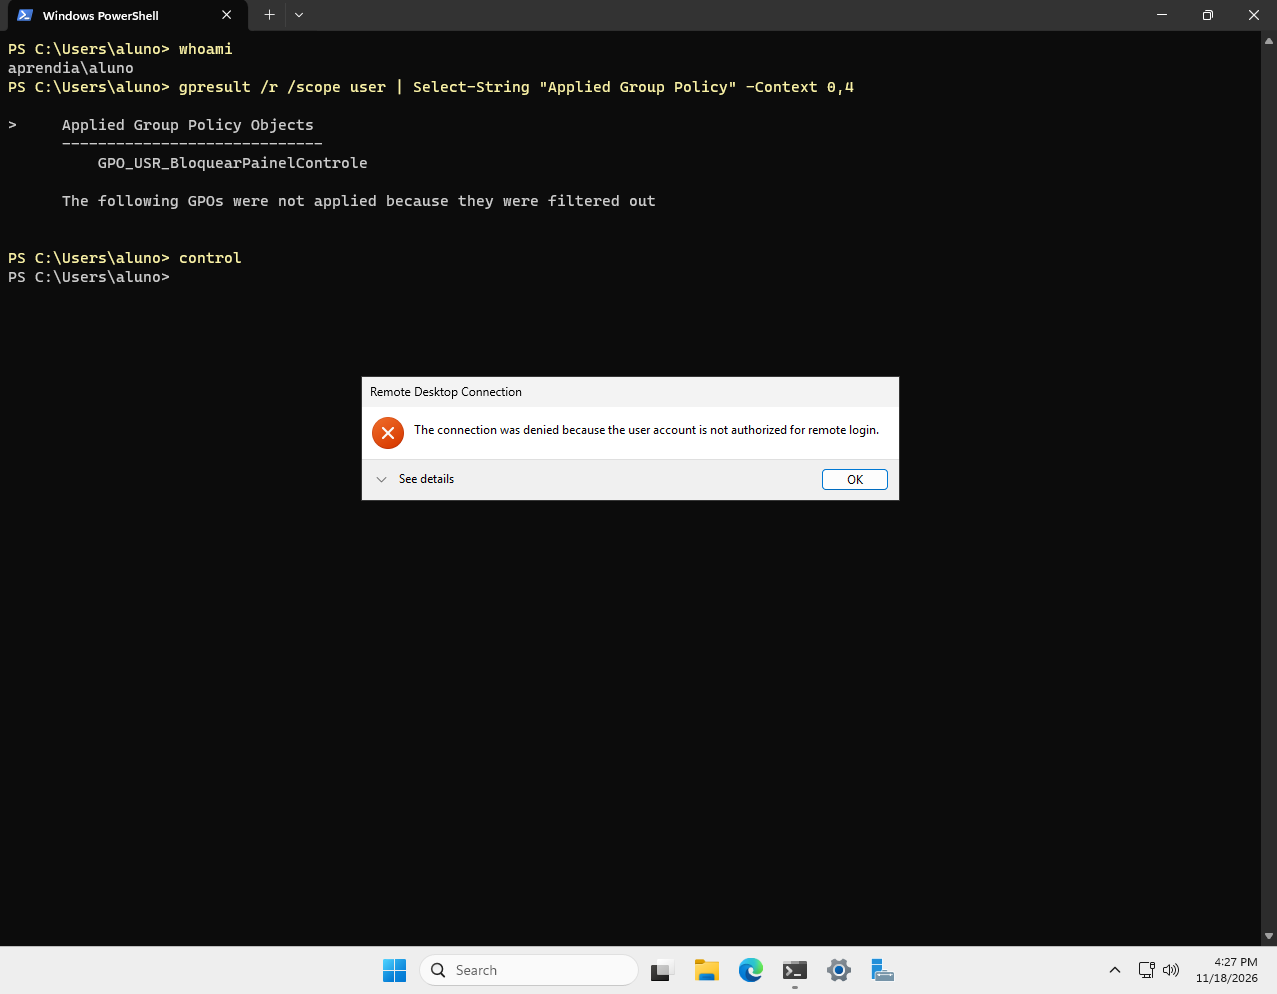 Windows PowerShell
PS C:\Users\aluno> whoami
aprendia\aluno
PS C:\Users\aluno> gpresult /r /scope user | Select-String "Applied Group Policy" -Context 0,4
>     Applied Group Policy Objects
      -----------------------------
          GPO_USR_BloquearPainelControle
      The following GPOs were not applied because they were filtered out
PS C:\Users\aluno> control
PS C:\Users\aluno>
Remote Desktop Connection
The connection was denied because the user account is not authorized for remote login.
See details
OK
Search
4:27 PM
11/18/2026